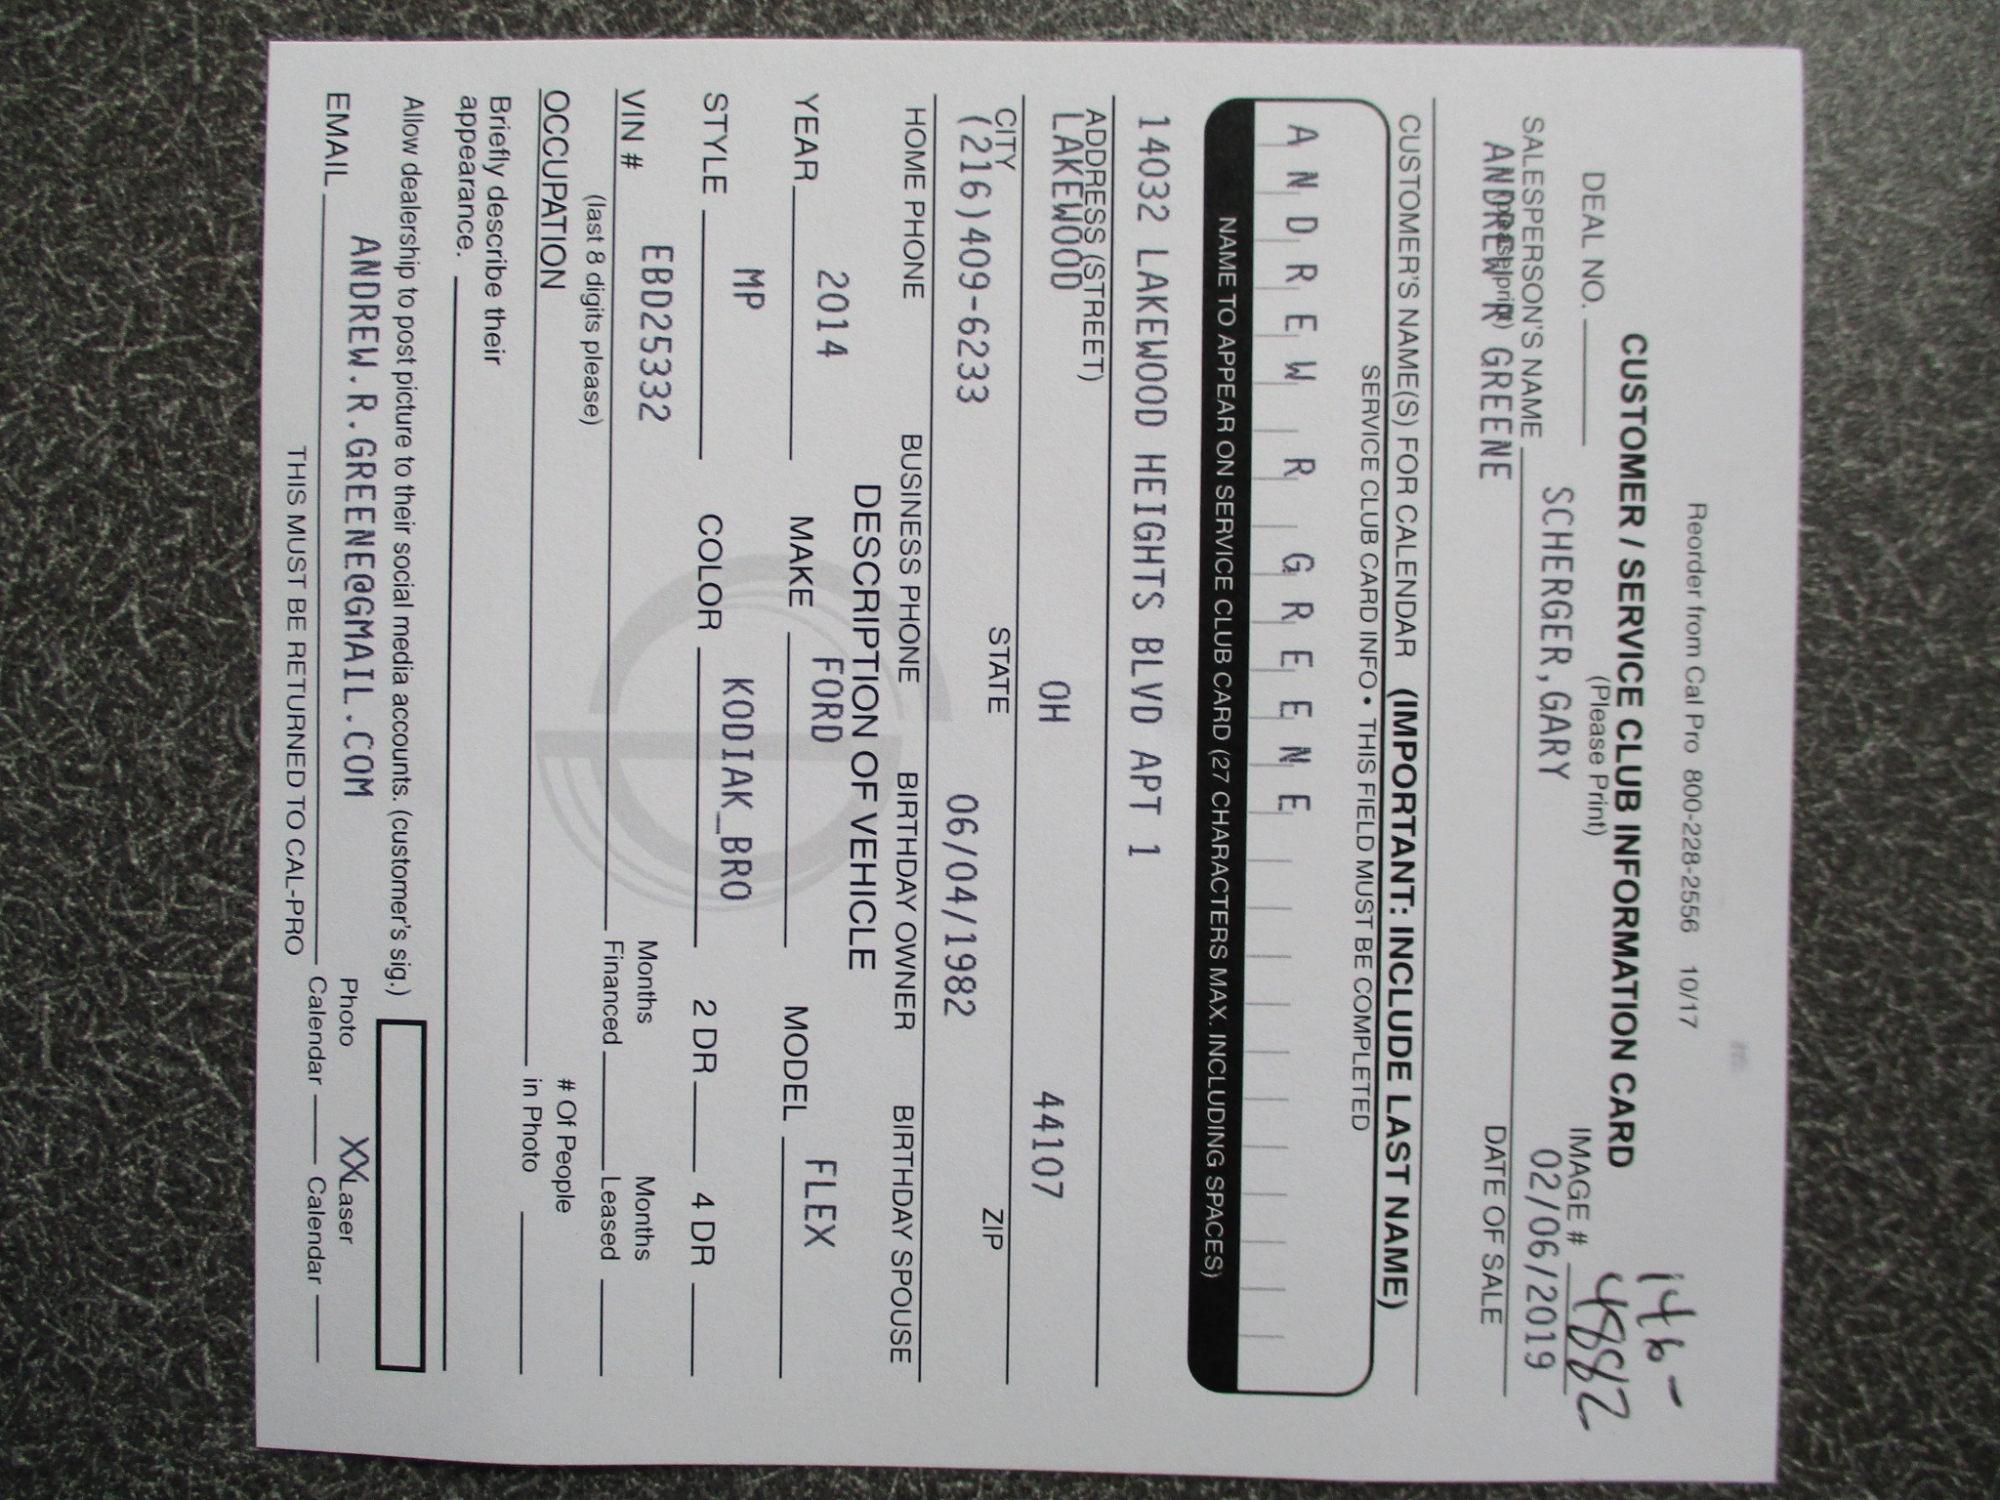 Reorder from Cal Pro 800-228-2556 10/17
146-
CUSTOMER / SERVICE CLUB INFORMATION CARD
4882
(Please Print)
DEAL NO. IMAGE #
SCHERGER,GARY 02/06/2019
SALESPERSON'S NAME DATE OF SALE
(please print)
ANDREW R GREENE
CUSTOMER'S NAME(S) FOR CALENDAR (IMPORTANT: INCLUDE LAST NAME)
SERVICE CLUB CARD INFO • THIS FIELD MUST BE COMPLETED
ANDREW R GREENE
NAME TO APPEAR ON SERVICE CLUB CARD (27 CHARACTERS MAX. INCLUDING SPACES)
14032 LAKEWOOD HEIGHTS BLVD APT 1
ADDRESS (STREET)
LAKEWOOD OH 44107
CITY STATE ZIP
(216)409-6233 06/04/1982
HOME PHONE BUSINESS PHONE BIRTHDAY OWNER BIRTHDAY SPOUSE
DESCRIPTION OF VEHICLE
YEAR 2014 MAKE FORD MODEL FLEX
STYLE MP COLOR KODIAK_BRO 2 DR 4 DR
VIN # EBD25332 Months Financed Months Leased
(last 8 digits please)
OCCUPATION # Of People in Photo
Briefly describe their
appearance.
Allow dealership to post picture to their social media accounts. (customer's sig.)
EMAIL ANDREW.R.GREENE@GMAIL.COM Photo Calendar XX Laser Calendar
THIS MUST BE RETURNED TO CAL-PRO